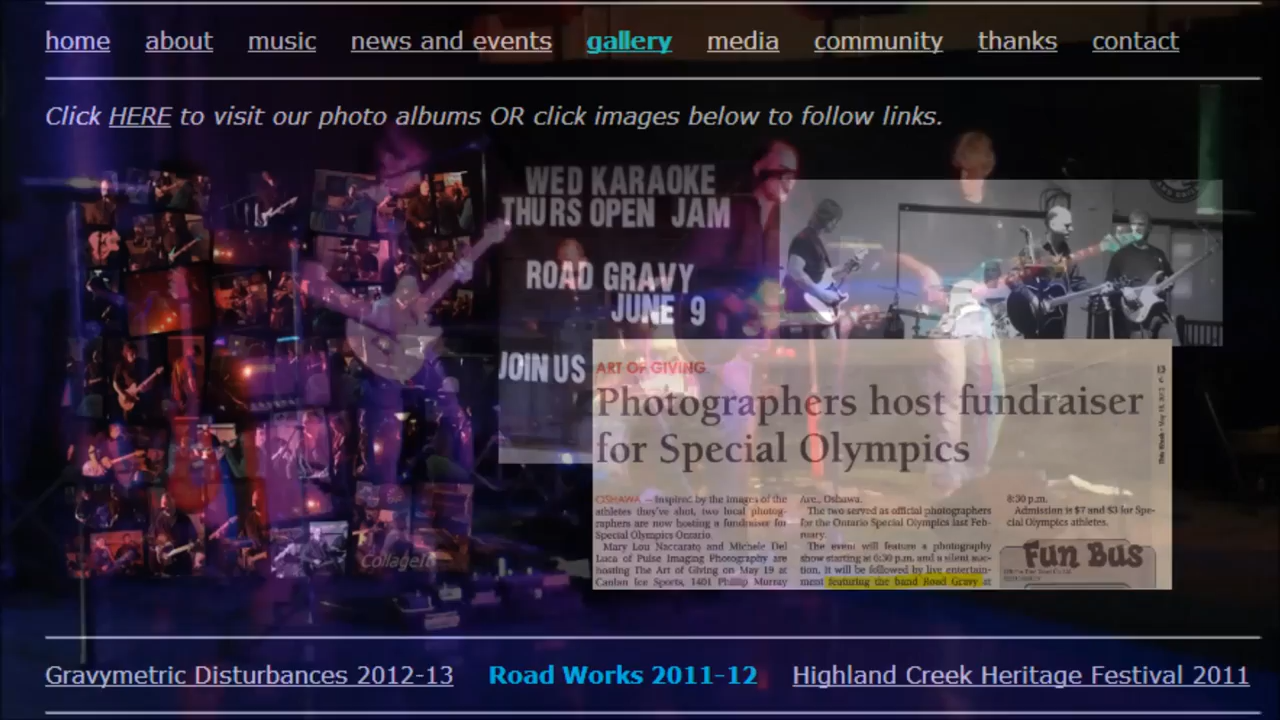 home about music news and events gallery media community thanks contact
Click HERE to visit our photo albums OR click images below to follow links.
WED KARAOKE
THURS OPEN JAM
ROAD GRAVY
JUNE 9
JOIN US
ART OF GIVING
Photographers host fundraiser
for Special Olympics
OSHAWA — Inspired by the images of the
athletes they've shot, two local photog-
raphers are now hosting a fundraiser for
Special Olympics Ontario.
Mary Lou Naccarato and Michele Del
Luca of Pulse Imaging Photography are
hosting The Art of Giving on May 19 at
Canlan Ice Sports, 1401 Phillip Murray
Ave., Oshawa.
The two served as official photographers
for the Ontario Special Olympics last Feb-
ruary.
The event will feature a photography
show starting at 6:30 p.m. and a silent auc-
tion. It will be followed by live entertain-
ment featuring the band Road Gravy at
8:30 p.m.
Admission is $7 and $3 for Spe-
cial Olympics athletes.
Fun Bus
Gravymetric Disturbances 2012-13 Road Works 2011-12 Highland Creek Heritage Festival 2011